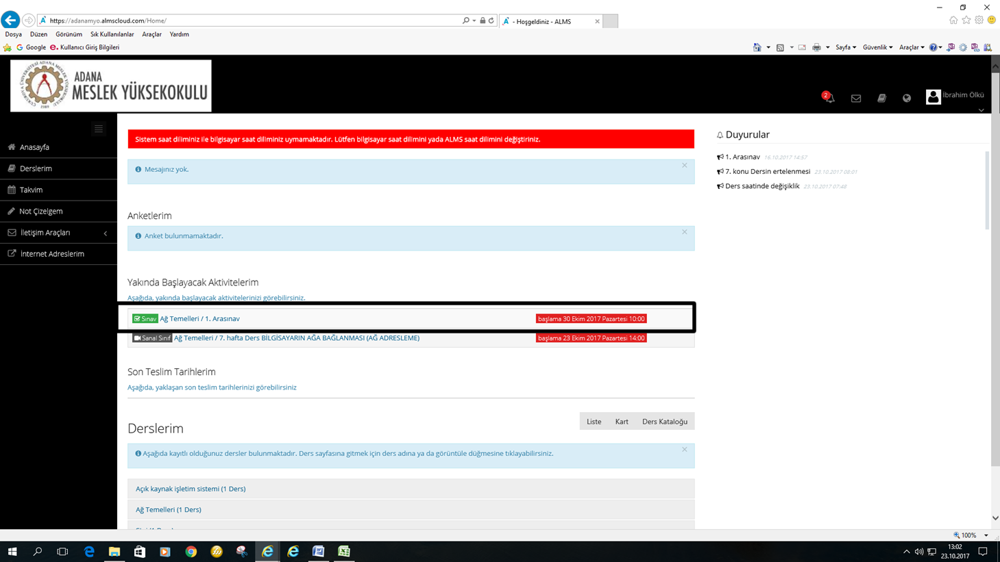 https://adanamyo.almscloud.com/Home/
- Hoşgeldiniz - ALMS
Dosya Düzen Görünüm Sık Kullanılanlar Araçlar Yardım
Google Kullanıcı Giriş Bilgileri
Sayfa Güvenlik Araçlar
ADANA
MESLEK YÜKSEKOKULU
2
İbrahim Ölkü
Anasayfa
Derslerim
Takvim
Not Çizelgem
İletişim Araçları
İnternet Adreslerim
Sistem saat diliminiz ile bilgisayar saat diliminiz uymamaktadır. Lütfen bilgisayar saat dilimini yada ALMS saat dilimini değiştiriniz.
Mesajınız yok.
Anketlerim
Anket bulunmamaktadır.
Yakında Başlayacak Aktivitelerim
Aşağıda, yakında başlayacak aktivitelerinizi görebilirsiniz.
Sınav Ağ Temelleri / 1. Arasınav başlama 30 Ekim 2017 Pazartesi 10:00
Sanal Sınıf Ağ Temelleri / 7. hafta Ders BİLGİSAYARIN AĞA BAĞLANMASI (AĞ ADRESLEME) başlama 23 Ekim 2017 Pazartesi 14:00
Son Teslim Tarihlerim
Aşağıda, yaklaşan son teslim tarihlerinizi görebilirsiniz
Liste Kart Ders Kataloğu
Derslerim
Aşağıda kayıtlı olduğunuz dersler bulunmaktadır. Ders sayfasına gitmek için ders adına ya da görüntüle düğmesine tıklayabilirsiniz.
Açık kaynak işletim sistemi (1 Ders)
Ağ Temelleri (1 Ders)
Duyurular
1. Arasınav 16.10.2017 14:57
7. konu Dersin ertelenmesi 23.10.2017 08:01
Ders saatinde değişiklik 23.10.2017 07:48
100%
13:02
23.10.2017